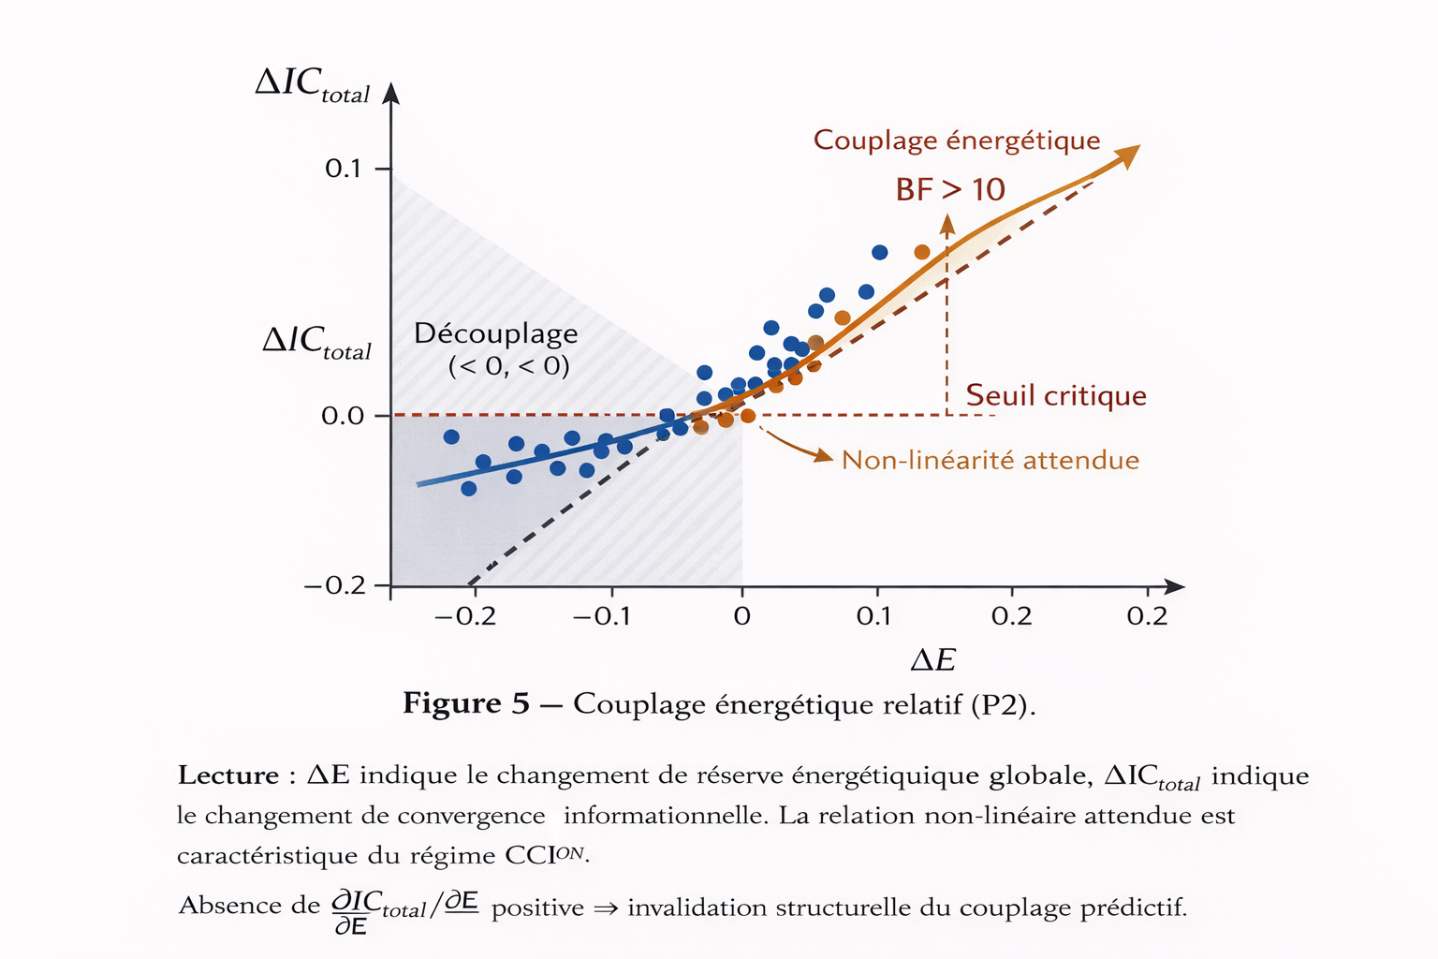 ΔIC_total
Couplage énergétique
0.1
BF > 10
Découplage
(< 0, < 0)
ΔIC_total
Seuil critique
0.0
Non-linéarité attendue
−0.2
−0.2 −0.1 0 0.1 0.2 0.2
ΔE
Figure 5 — Couplage énergétique relatif (P2).
Lecture : ΔE indique le changement de réserve énergétiquique globale, ΔIC_total indique
le changement de convergence informationnelle. La relation non-linéaire attendue est
caractéristique du régime CCI^ON.
Absence de ∂IC_total/∂E positive ⇒ invalidation structurelle du couplage prédictif.
∂E